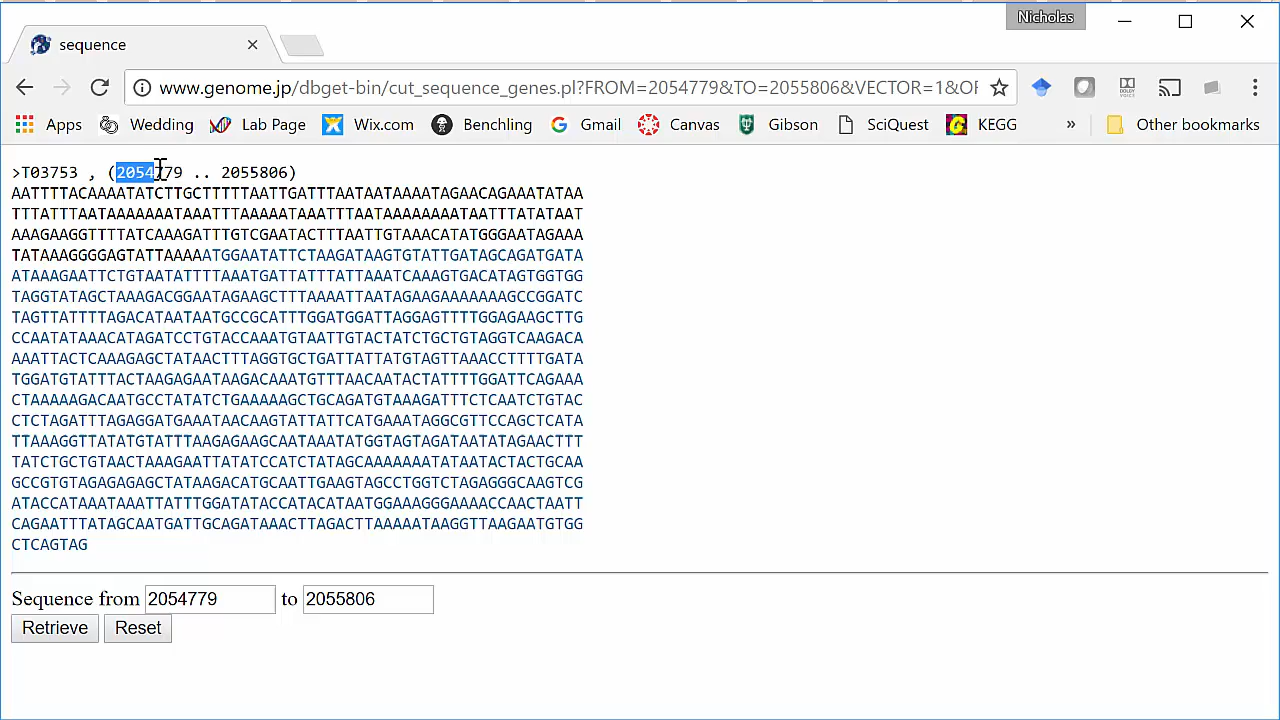 Nicholas
sequence
www.genome.jp/dbget-bin/cut_sequence_genes.pl?FROM=2054779&TO=2055806&VECTOR=1&OF
Apps Wedding Lab Page Wix.com Benchling Gmail Canvas Gibson SciQuest KEGG » Other bookmarks
>T03753 , (2054779 .. 2055806)
AATTTTACAAAATATCTTGCTTTTTAATTGATTTAATAATAAAATAGAACAGAAATATAA
TTTATTTAATAAAAAAATAAATTTAAAAATAAATTTAATAAAAAAAATAATTTATATAAT
AAAGAAGGTTTTATCAAAGATTTGTCGAATACTTTAATTGTAAACATATGGGAATAGAAA
TATAAAGGGGAGTATTAAAAATGGAATATTCTAAGATAAGTGTATTGATAGCAGATGATA
ATAAAGAATTCTGTAATATTTTAAATGATTATTTATTAAATCAAAGTGACATAGTGGTGG
TAGGTATAGCTAAAGACGGAATAGAAGCTTTAAAATTAATAGAAGAAAAAAAGCCGGATC
TAGTTATTTTAGACATAATAATGCCGCATTTGGATGGATTAGGAGTTTTGGAGAAGCTTG
CCAATATAAACATAGATCCTGTACCAAATGTAATTGTACTATCTGCTGTAGGTCAAGACA
AAATTACTCAAAGAGCTATAACTTTAGGTGCTGATTATTATGTAGTTAAACCTTTTGATA
TGGATGTATTTACTAAGAGAATAAGACAAATGTTTAACAATACTATTTTGGATTCAGAAA
CTAAAAAGACAATGCCTATATCTGAAAAAGCTGCAGATGTAAAGATTTCTCAATCTGTAC
CTCTAGATTTAGAGGATGAAATAACAAGTATTATTCATGAAATAGGCGTTCCAGCTCATA
TTAAAGGTTATATGTATTTAAGAGAAGCAATAAATATGGTAGTAGATAATATAGAACTTT
TATCTGCTGTAACTAAAGAATTATATCCATCTATAGCAAAAAAATATAATACTACTGCAA
GCCGTGTAGAGAGAGCTATAAGACATGCAATTGAAGTAGCCTGGTCTAGAGGGCAAGTCG
ATACCATAAATAAATTATTTGGATATACCATACATAATGGAAAGGGAAAACCAACTAATT
CAGAATTTATAGCAATGATTGCAGATAAACTTAGACTTAAAAATAAGGTTAAGAATGTGG
CTCAGTAG
Sequence from 2054779 to 2055806
Retrieve Reset